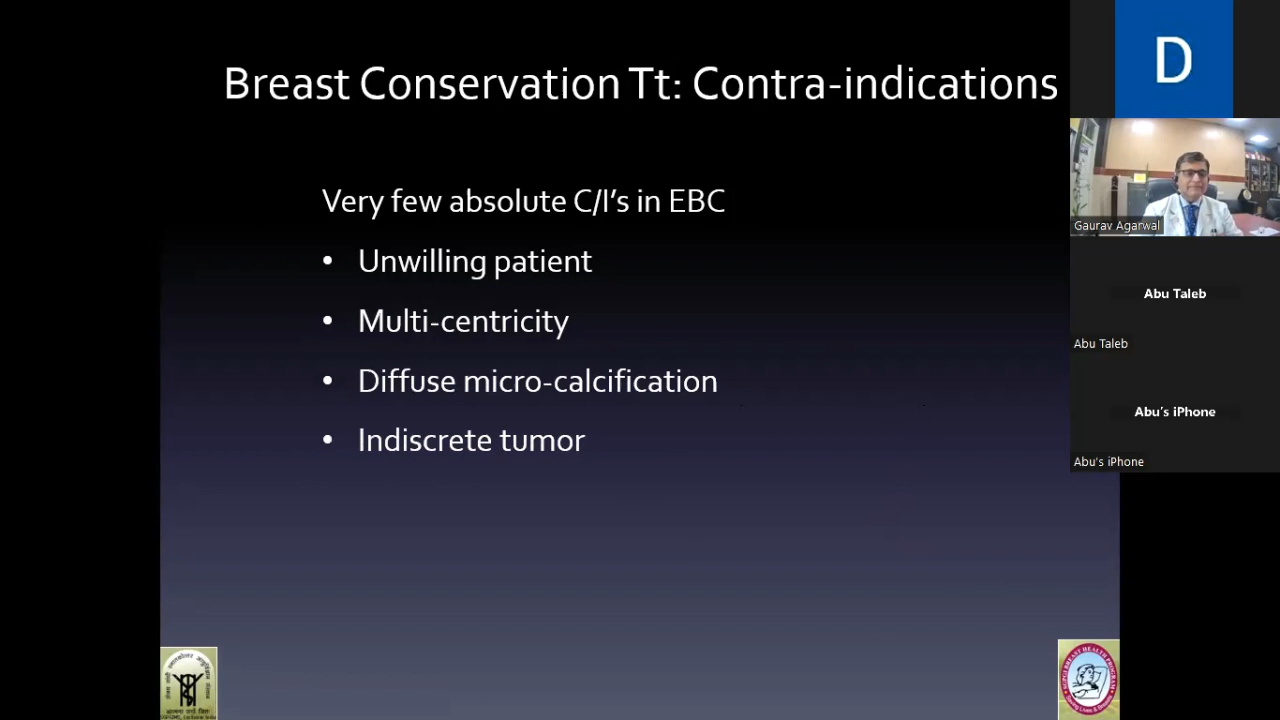 Breast Conservation Tt: Contra-indications
Very few absolute C/I's in EBC
• Unwilling patient
• Multi-centricity
• Diffuse micro-calcification
• Indiscrete tumor
D
Gaurav Agarwal
Abu Taleb
Abu Taleb
Abu's iPhone
Abu's iPhone